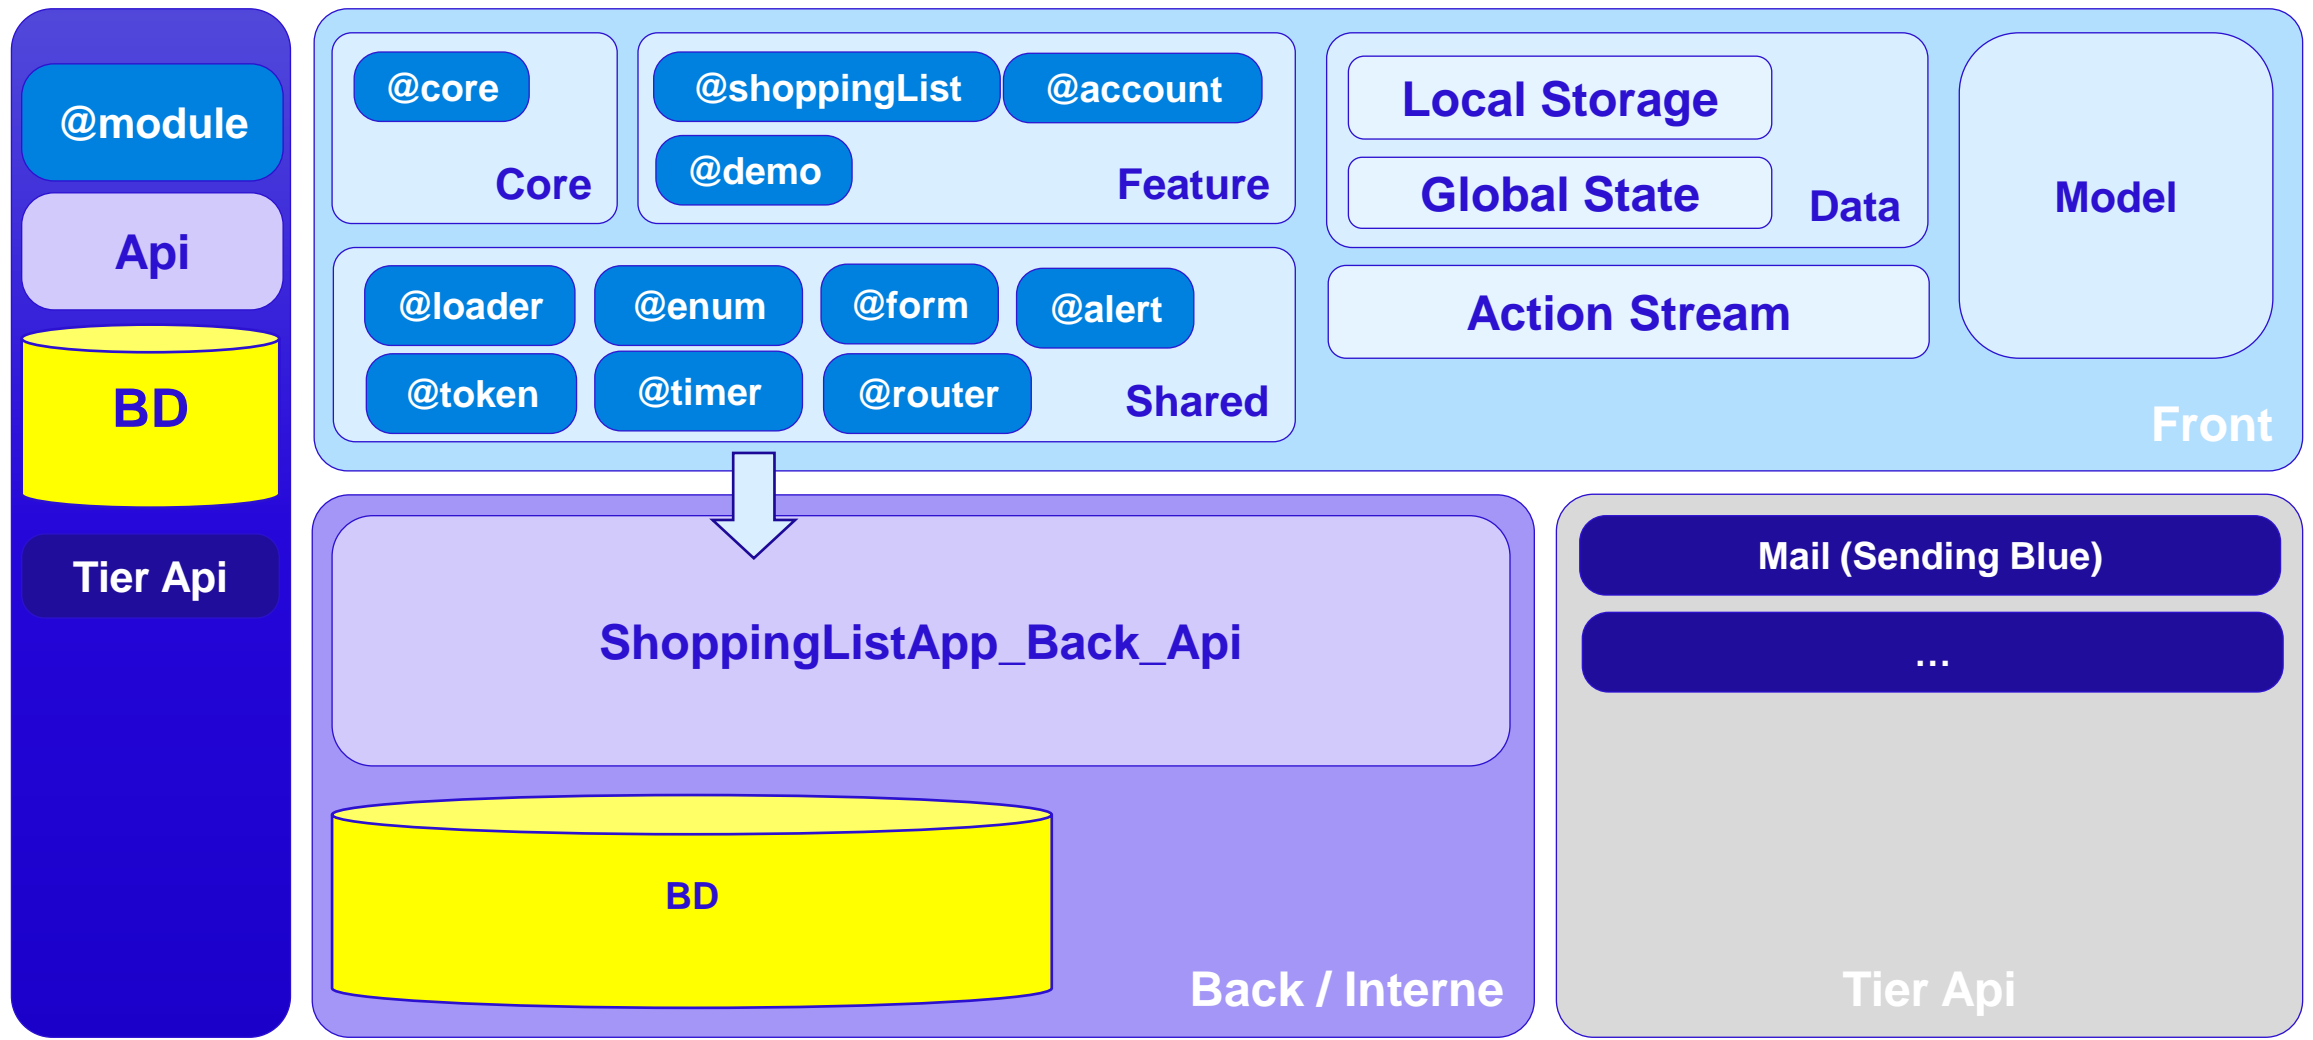 @module
Api
BD
Tier Api
@core
Core
@shoppingList
@account
@demo
Feature
Local Storage
Global State
Data
Model
@loader
@enum
@form
@alert
@token
@timer
@router
Shared
Action Stream
Front
ShoppingListApp_Back_Api
BD
Back / Interne
Mail (Sending Blue)
…
Tier Api